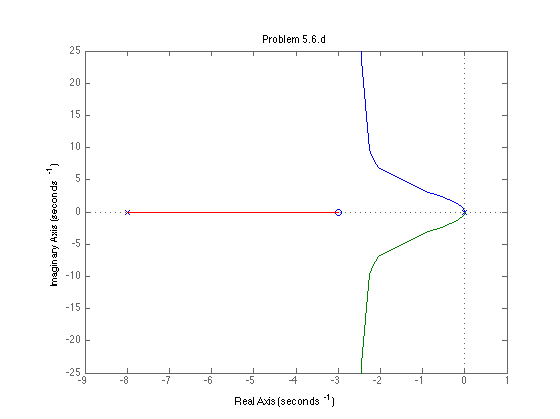 Problem 5.6.d
25
20
15
10
5
0
-5
-10
-15
-20
-25
-9 -8 -7 -6 -5 -4 -3 -2 -1 0 1
Imaginary Axis (seconds⁻¹)
Real Axis (seconds⁻¹)